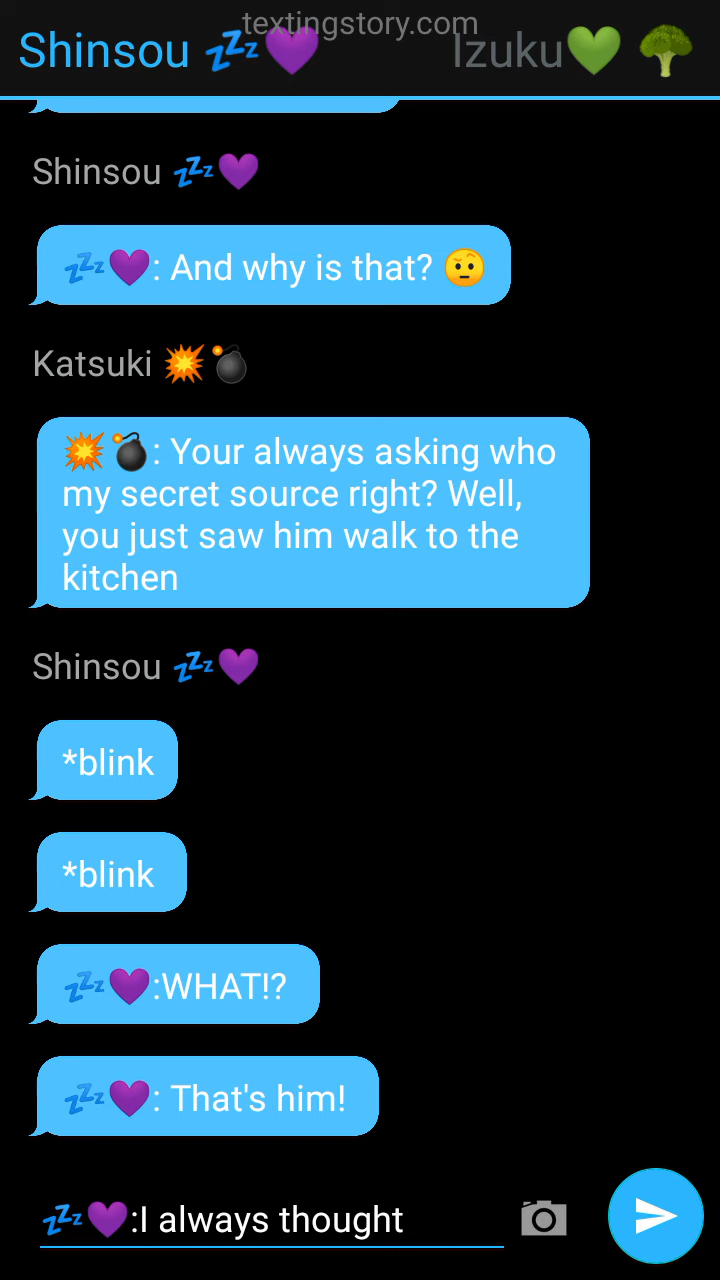 textingstory.com
Shinsou 💤💜 Izuku💚 🥦
Shinsou 💤💜
💤💜: And why is that? 🤨
Katsuki 💥💣
💥💣: Your always asking who
my secret source right? Well,
you just saw him walk to the
kitchen
Shinsou 💤💜
*blink
*blink
💤💜:WHAT!?
💤💜: That's him!
💤💜:I always thought